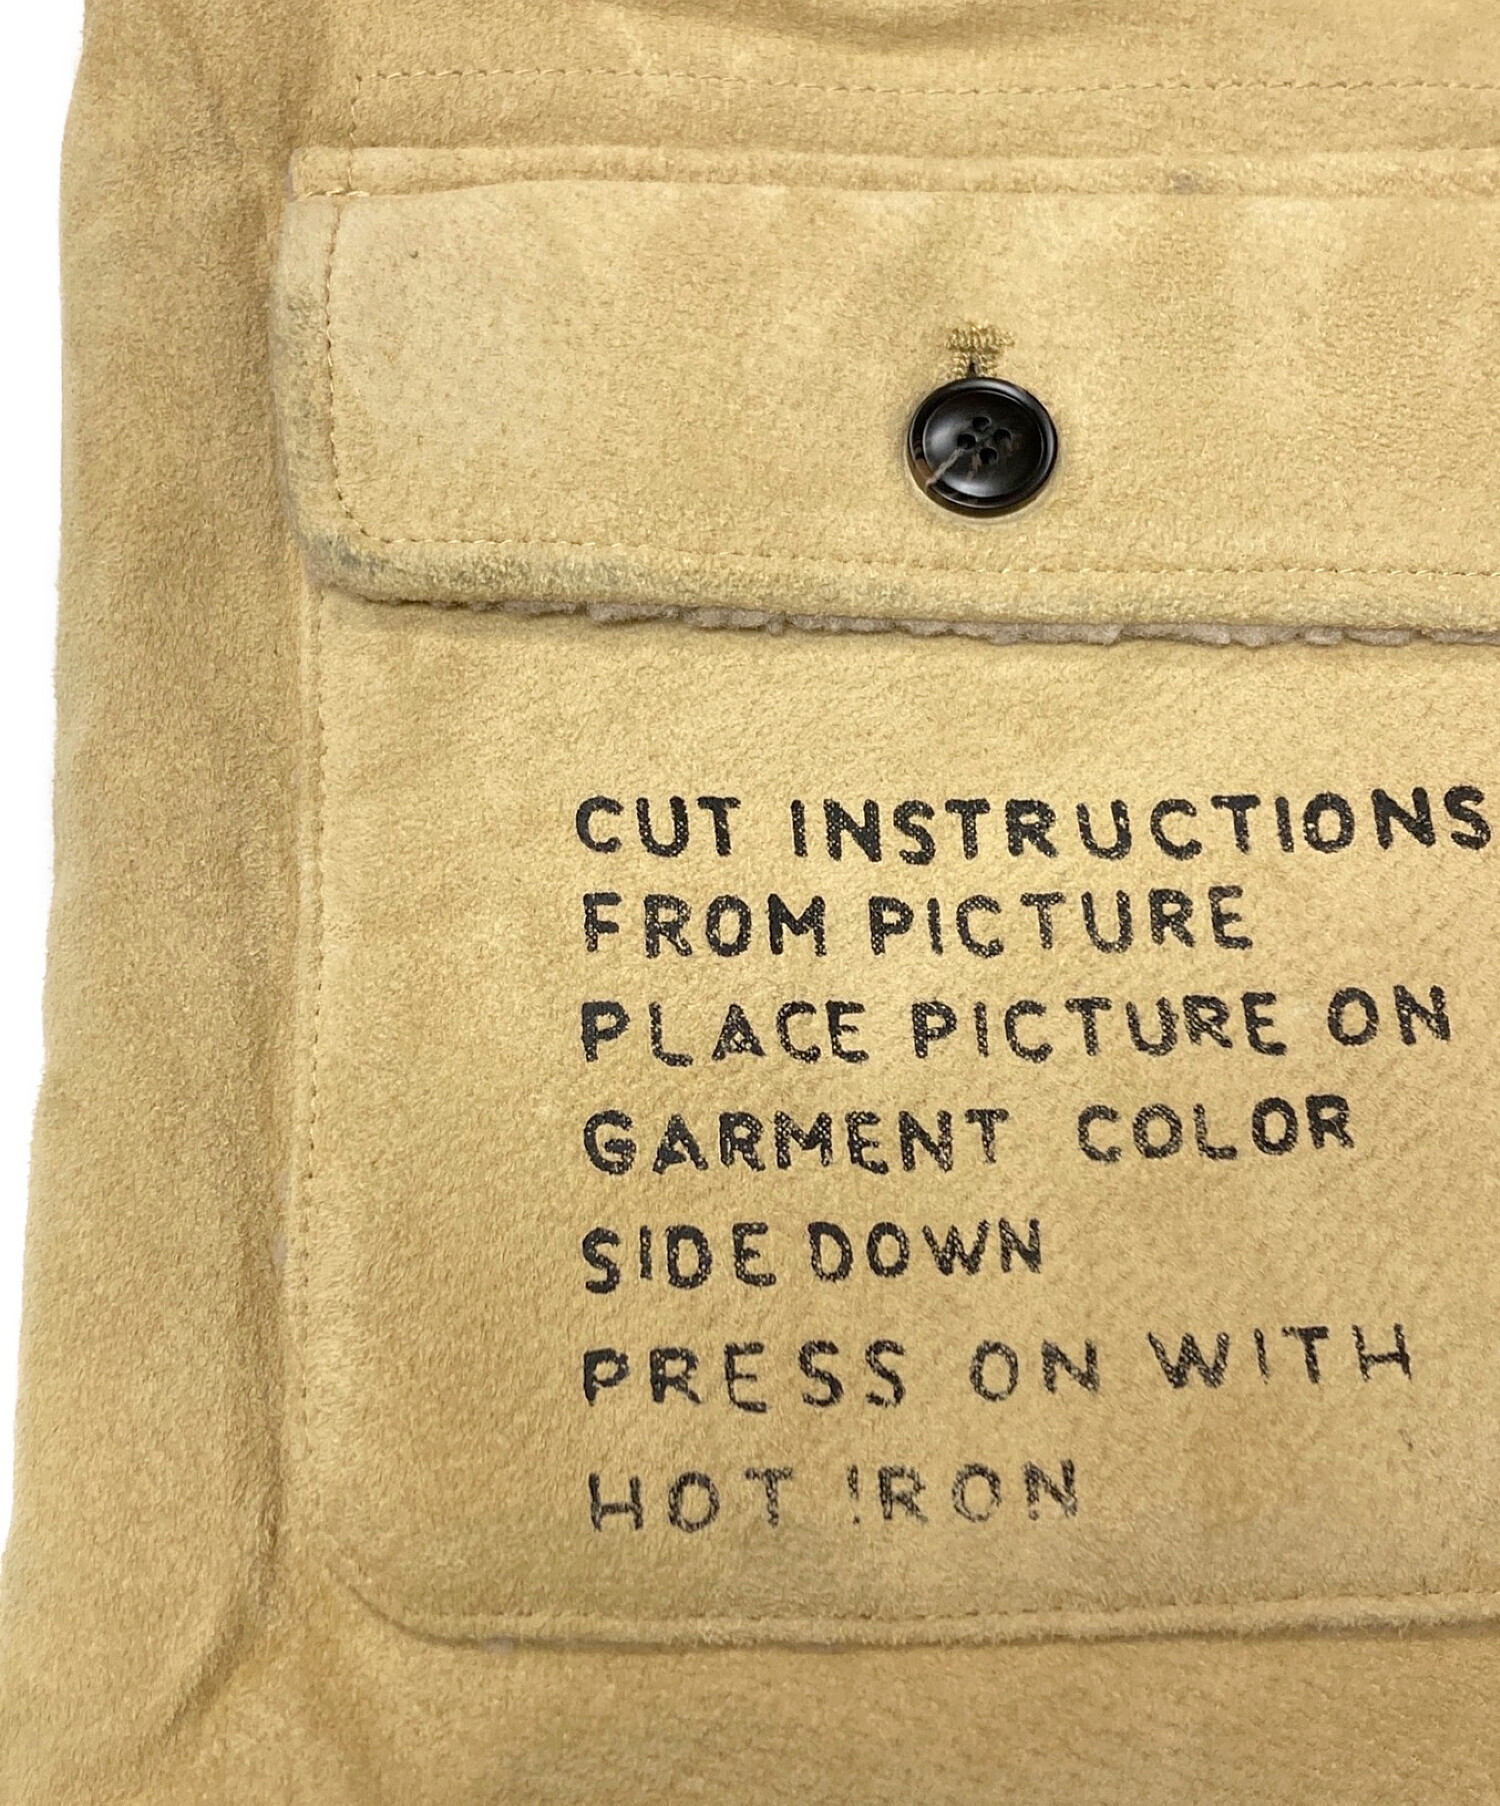 CUT INSTRUCTIONS
FROM PICTURE
PLACE PICTURE ON
GARMENT COLOR
SIDE DOWN
PRESS ON WITH
HOT IRON